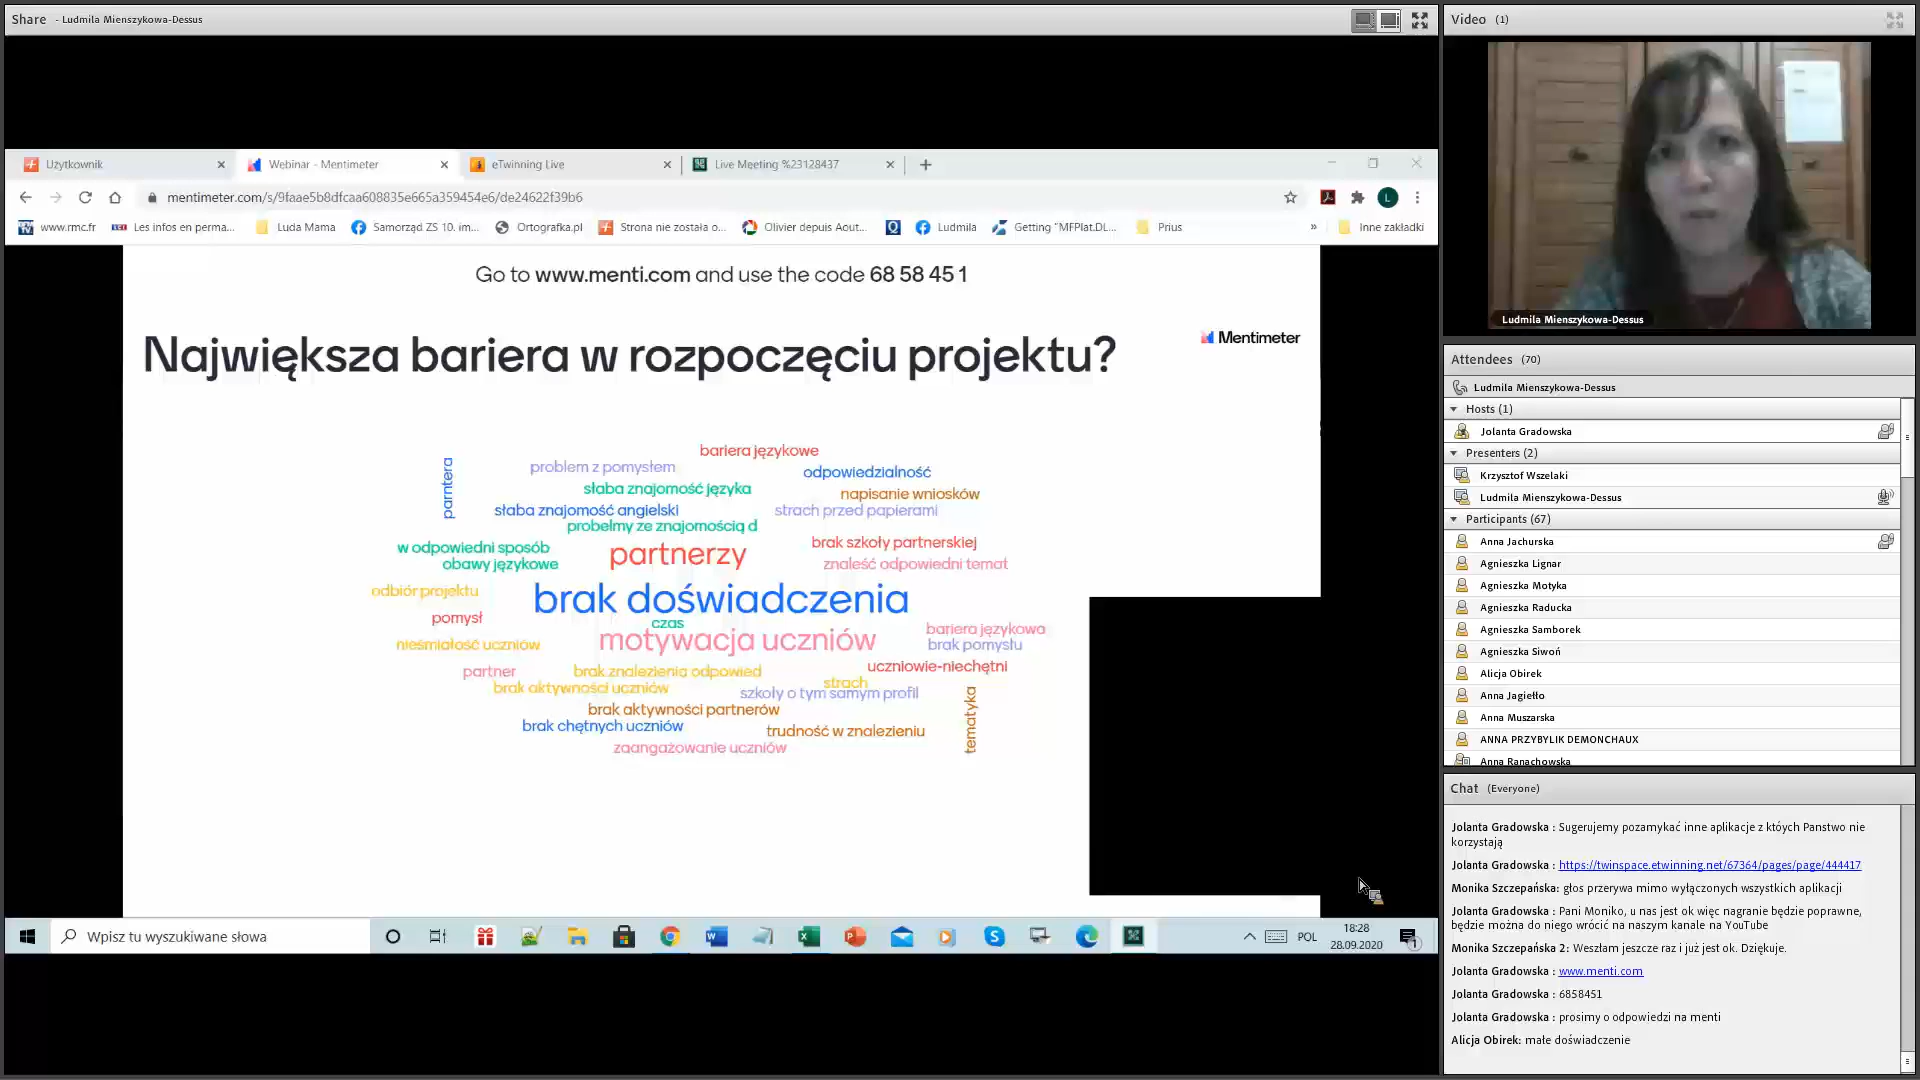 Share - Ludmila Mienszykowa-Dessus
Użytkownik
Webinar - Mentimeter
eTwinning Live
Live Meeting %23128437
mentimeter.com/s/9faae5b8dfcaa608835e665a359454e6/de24622f39b6
www.rmc.fr
Les infos en perma...
Luda Mama
Samorząd ZS 10. im...
Ortografka.pl
Strona nie została o...
Olivier depuis Aout...
Ludmila
Getting "MFPlat.DL...
Prius
»
Inne zakładki
Go to www.menti.com and use the code 68 58 45 1
Największa bariera w rozpoczęciu projektu?
Mentimeter
bariera językowe
parntera
problem z pomysłem
odpowiedzialność
słaba znajomość języka
napisanie wniosków
słaba znajomość angielski
strach przed papierami
probelmy ze znajomością d
w odpowiedni sposób
partnerzy
brak szkoły partnerskiej
obawy językowe
znaleść odpowiedni temat
odbiór projektu
brak doświadczenia
pomysł
czas
bariera językowa
nieśmiałość uczniów
motywacja uczniów
brak pomysłu
partner
brak znalezienia odpowied
uczniowie-niechętni
brak aktywności uczniów
strach
szkoły o tym samym profil
brak aktywności partnerów
tematyka
brak chętnych uczniów
trudność w znalezieniu
zaangażowanie uczniów
Wpisz tu wyszukiwane słowa
POL
18:28
28.09.2020
1
Video (1)
Ludmila Mienszykowa-Dessus
Attendees (70)
Ludmila Mienszykowa-Dessus
Hosts (1)
Jolanta Gradowska
Presenters (2)
Krzysztof Wszelaki
Ludmila Mienszykowa-Dessus
Participants (67)
Anna Jachurska
Agnieszka Lignar
Agnieszka Motyka
Agnieszka Raducka
Agnieszka Samborek
Agnieszka Siwoń
Alicja Obirek
Anna Jagiełło
Anna Muszarska
ANNA PRZYBYLIK DEMONCHAUX
Anna Ranachowska
Chat (Everyone)
Jolanta Gradowska : Sugerujemy pozamykać inne aplikacje z któych Panstwo nie
korzystają
Jolanta Gradowska : https://twinspace.etwinning.net/67364/pages/page/444417
Monika Szczepańska: głos przerywa mimo wyłączonych wszystkich aplikacji
Jolanta Gradowska : Pani Moniko, u nas jest ok więc nagranie będzie poprawne,
będzie można do niego wrócić na naszym kanale na YouTube
Monika Szczepańska 2: Weszłam jeszcze raz i już jest ok. Dziękuje.
Jolanta Gradowska : www.menti.com
Jolanta Gradowska : 6858451
Jolanta Gradowska : prosimy o odpowiedzi na menti
Alicja Obirek: małe doświadczenie